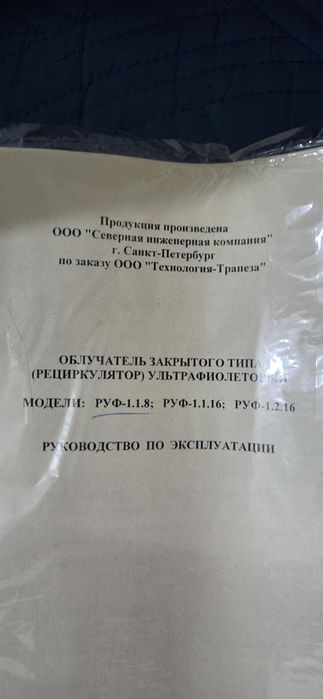 Продукция произведена
ООО "Северная инженерная компания"
г. Санкт-Петербург
по заказу ООО "Технология-Трапеза"
ОБЛУЧАТЕЛЬ ЗАКРЫТОГО ТИПА
(РЕЦИРКУЛЯТОР) УЛЬТРАФИОЛЕТОВЫЙ
МОДЕЛИ: РУФ-1.1.8; РУФ-1.1.16; РУФ-1.2.16
РУКОВОДСТВО ПО ЭКСПЛУАТАЦИИ